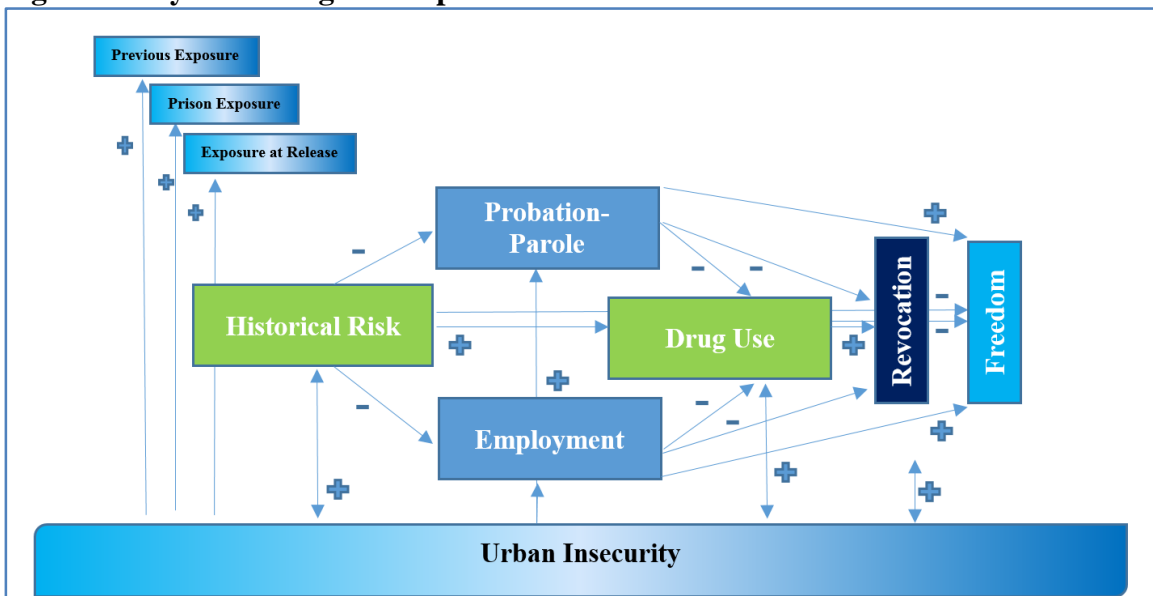 Previous Exposure
Prison Exposure
Exposure at Release
Probation-
Parole
Historical Risk
Drug Use
Employment
Revocation
Freedom
Urban Insecurity